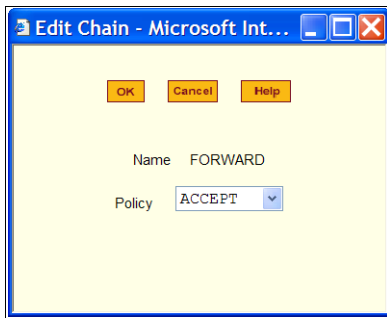 Edit Chain - Microsoft Int...
OK Cancel Help
Name FORWARD
Policy ACCEPT